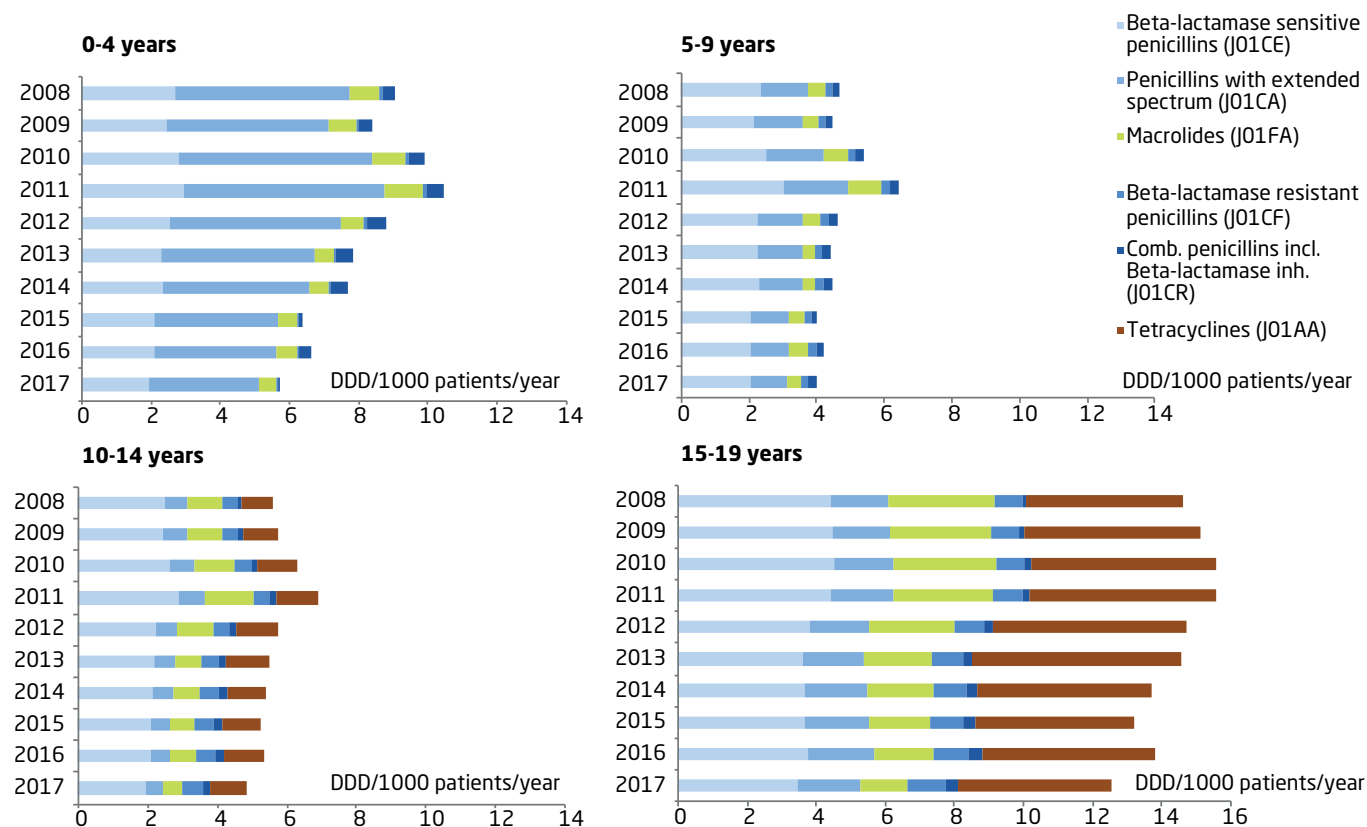 0-4 years
2008
2009
2010
2011
2012
2013
2014
2015
2016
2017
DDD/1000 patients/year
0 2 4 6 8 10 12 14
5-9 years
2008
2009
2010
2011
2012
2013
2014
2015
2016
2017
DDD/1000 patients/year
0 2 4 6 8 10 12 14
Beta-lactamase sensitive
penicillins (J01CE)
Penicillins with extended
spectrum (J01CA)
Macrolides (J01FA)
Beta-lactamase resistant
penicillins (J01CF)
Comb. penicillins incl.
Beta-lactamase inh.
(J01CR)
Tetracyclines (J01AA)
10-14 years
2008
2009
2010
2011
2012
2013
2014
2015
2016
2017
DDD/1000 patients/year
0 2 4 6 8 10 12 14
15-19 years
2008
2009
2010
2011
2012
2013
2014
2015
2016
2017
DDD/1000 patients/year
0 2 4 6 8 10 12 14 16